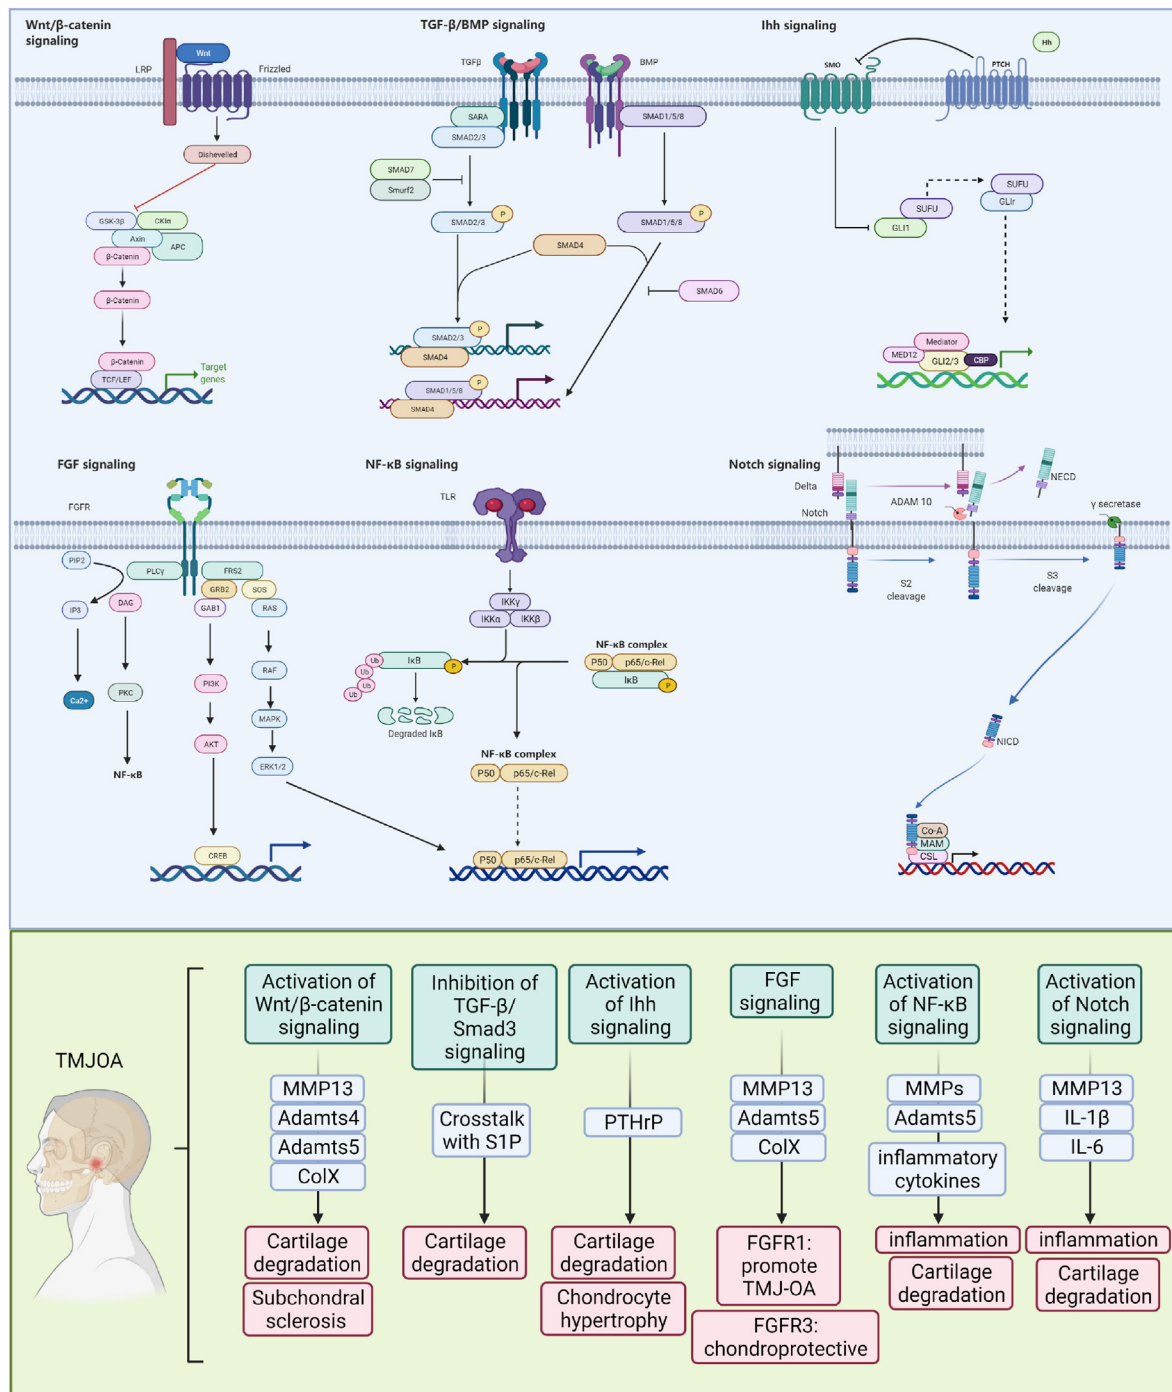 Wnt/β-catenin
signaling
Wnt
LRP
Frizzled
Dishevelled
GSK-3β
CKIα
Axin
APC
β-Catenin
β-Catenin
β-Catenin
TCF/LEF
Target
genes
TGF-β/BMP signaling
TGFβ
BMP
SARA
SMAD2/3
SMAD1/5/8
SMAD7
Smurf2
SMAD2/3
P
SMAD1/5/8
P
SMAD4
SMAD6
SMAD2/3
P
SMAD4
SMAD1/5/8
P
SMAD4
Ihh signaling
Hh
SMO
PTCH
SUFU
GLI1
SUFU
GLIr
Mediator
MED12
GLI2/3
CBP
FGF signaling
FGFR
PIP2
PLCγ
FRS2
GRB2
SOS
IP3
DAG
GAB1
RAS
Ca2+
PKC
PI3K
RAF
MAPK
NF-κB
AKT
ERK1/2
CREB
NF-κB signaling
TLR
IKKγ
IKKα
IKKβ
Ub
IκB
P
Ub
Ub
Ub
Degraded IκB
NF-κB complex
P50
p65/c-Rel
IκB
P
NF-κB complex
P50
p65/c-Rel
P50
p65/c-Rel
Notch signaling
Delta
Notch
ADAM 10
NECD
γ secretase
S2
cleavage
S3
cleavage
NICD
Co-A
MAM
CSL
TMJOA
Activation of
Wnt/β-catenin
signaling
MMP13
Adamts4
Adamts5
ColX
Cartilage
degradation
Subchondral
sclerosis
Inhibition of
TGF-β/
Smad3
signaling
Crosstalk
with S1P
Cartilage
degradation
Activation
of Ihh
signaling
PTHrP
Cartilage
degradation
Chondrocyte
hypertrophy
FGF
signaling
MMP13
Adamts5
ColX
FGFR1:
promote
TMJ-OA
FGFR3:
chondroprotective
Activation
of NF-κB
signaling
MMPs
Adamts5
inflammatory
cytokines
inflammation
Cartilage
degradation
Activation
of Notch
signaling
MMP13
IL-1β
IL-6
inflammation
Cartilage
degradation